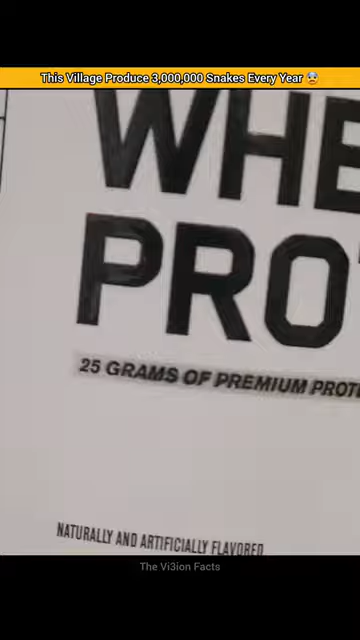 This Village Produce 3,000,000 Snakes Every Year 😨
WHE
PRO
25 GRAMS OF PREMIUM PROT
NATURALLY AND ARTIFICIALLY FLAVORED
The Vi3ion Facts